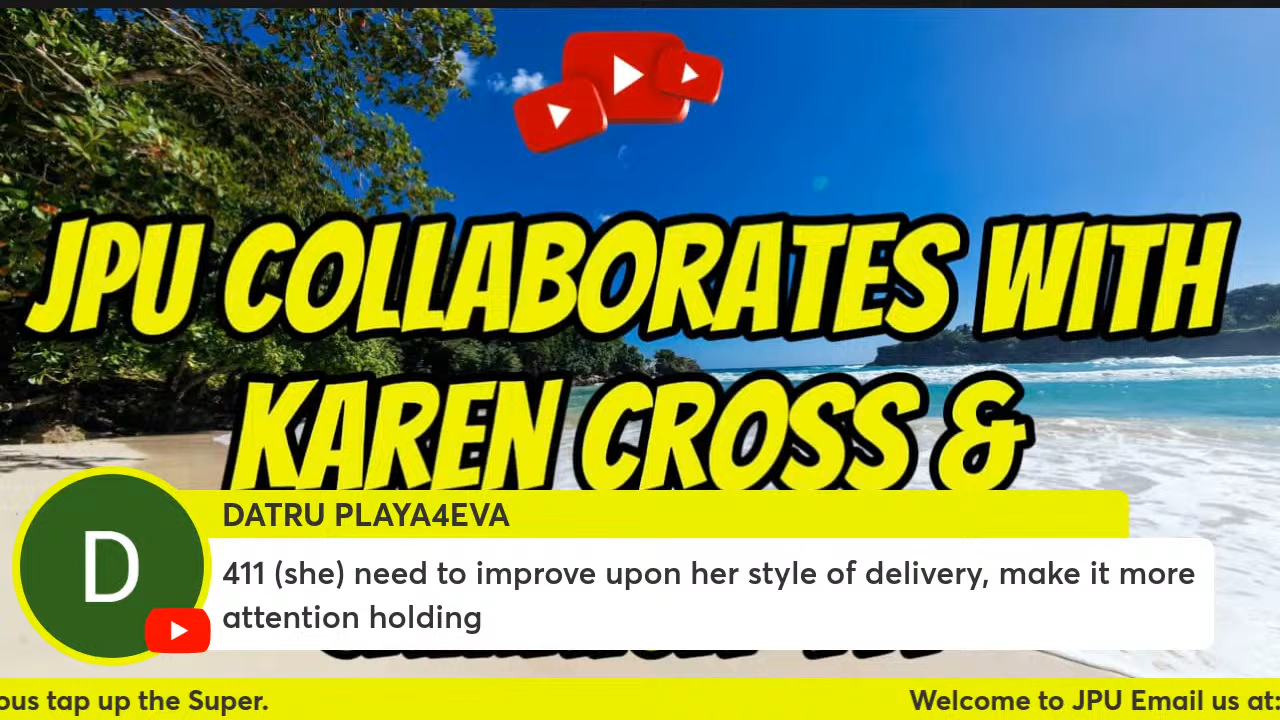 JPU COLLABORATES WITH
KAREN CROSS &
D
DATRU PLAYA4EVA
411 (she) need to improve upon her style of delivery, make it more
attention holding
ous tap up the Super.
Welcome to JPU Email us at: